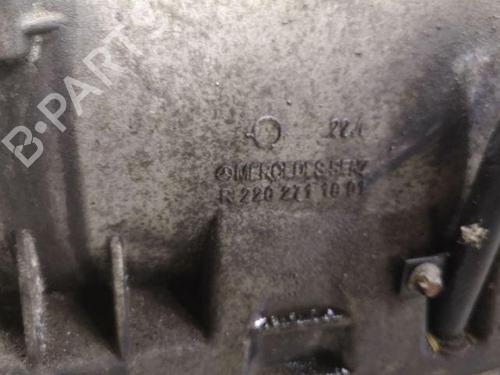 B-PARTS
22.1
MERCEDES-BENZ
R 220 271 10 01